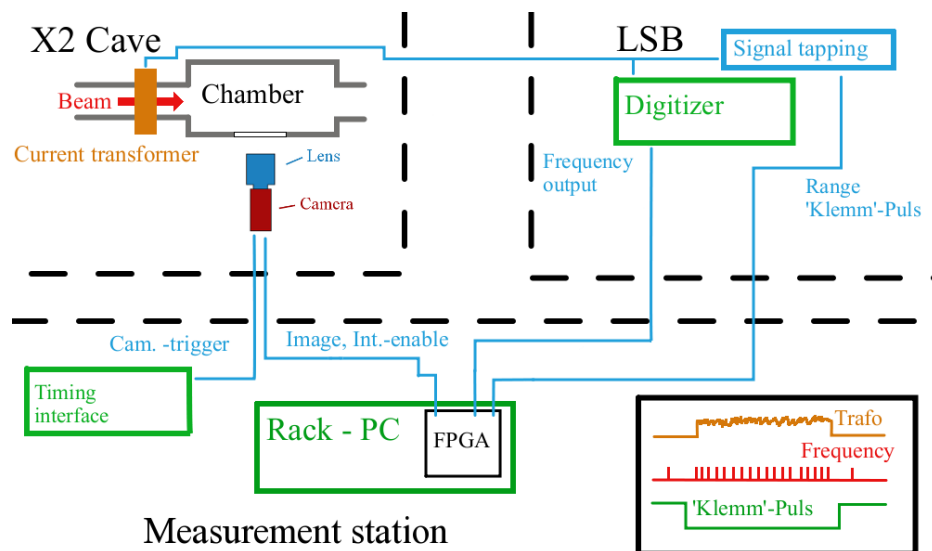 X2 Cave
LSB
Signal tapping
Beam
Chamber
Digitizer
Current transformer
Lens
Camera
Frequency
output
Range
'Klemm'-Puls
Cam. -trigger
Image, Int.-enable
Timing
interface
Rack - PC
FPGA
Trafo
Frequency
'Klemm'-Puls
Measurement station